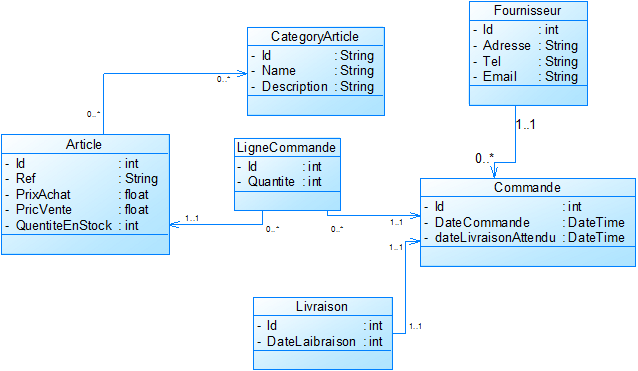 CategoryArticle
- Id : String
- Name : String
- Description : String
0..*
0..*
Fournisseur
- Id : int
- Adresse : String
- Tel : String
- Email : String
1..1
0..*
Article
- Id : int
- Ref : String
- PrixAchat : float
- PricVente : float
- QuentiteEnStock : int
LigneCommande
- Id : int
- Quantite : int
1..1
0..*
0..*
1..1
Commande
- Id : int
- DateCommande : DateTime
- dateLivraisonAttendu : DateTime
1..1
1..1
Livraison
- Id : int
- DateLaibraison : int